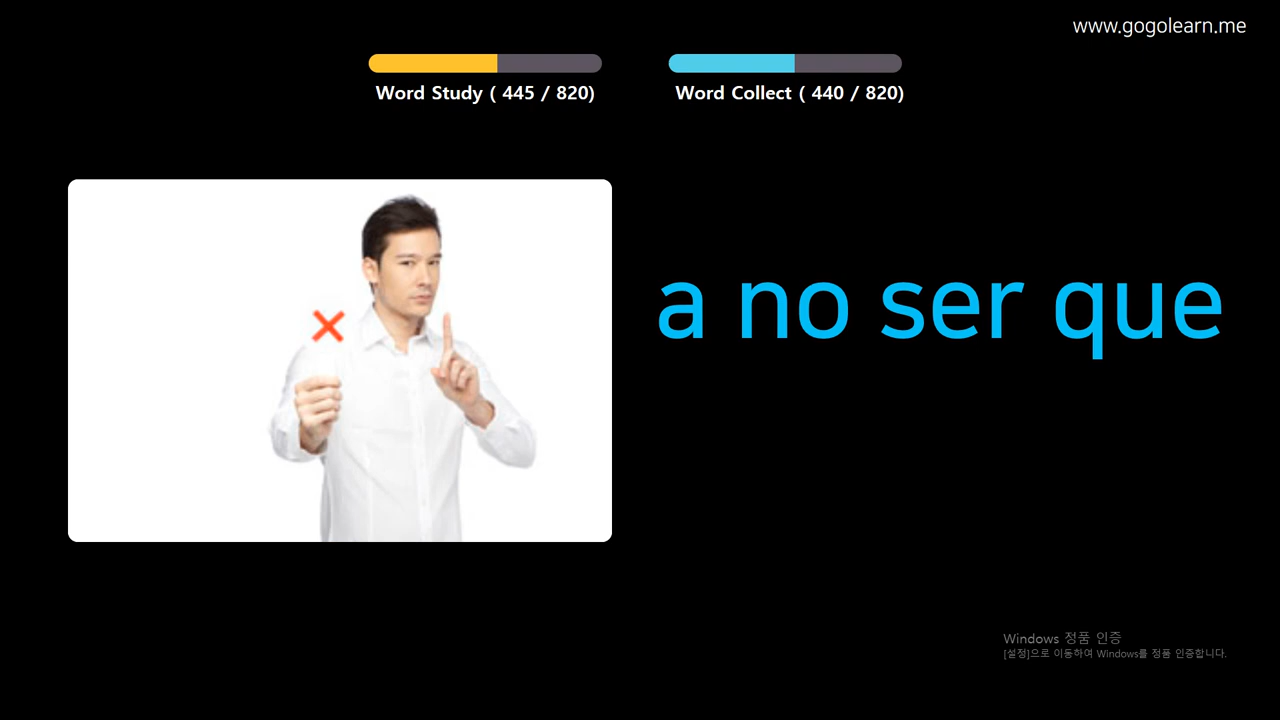 www.gogolearn.me
Word Study ( 445 / 820)
Word Collect ( 440 / 820)
a no ser que
Windows 정품 인증
[설정]으로 이동하여 Windows를 정품 인증합니다.